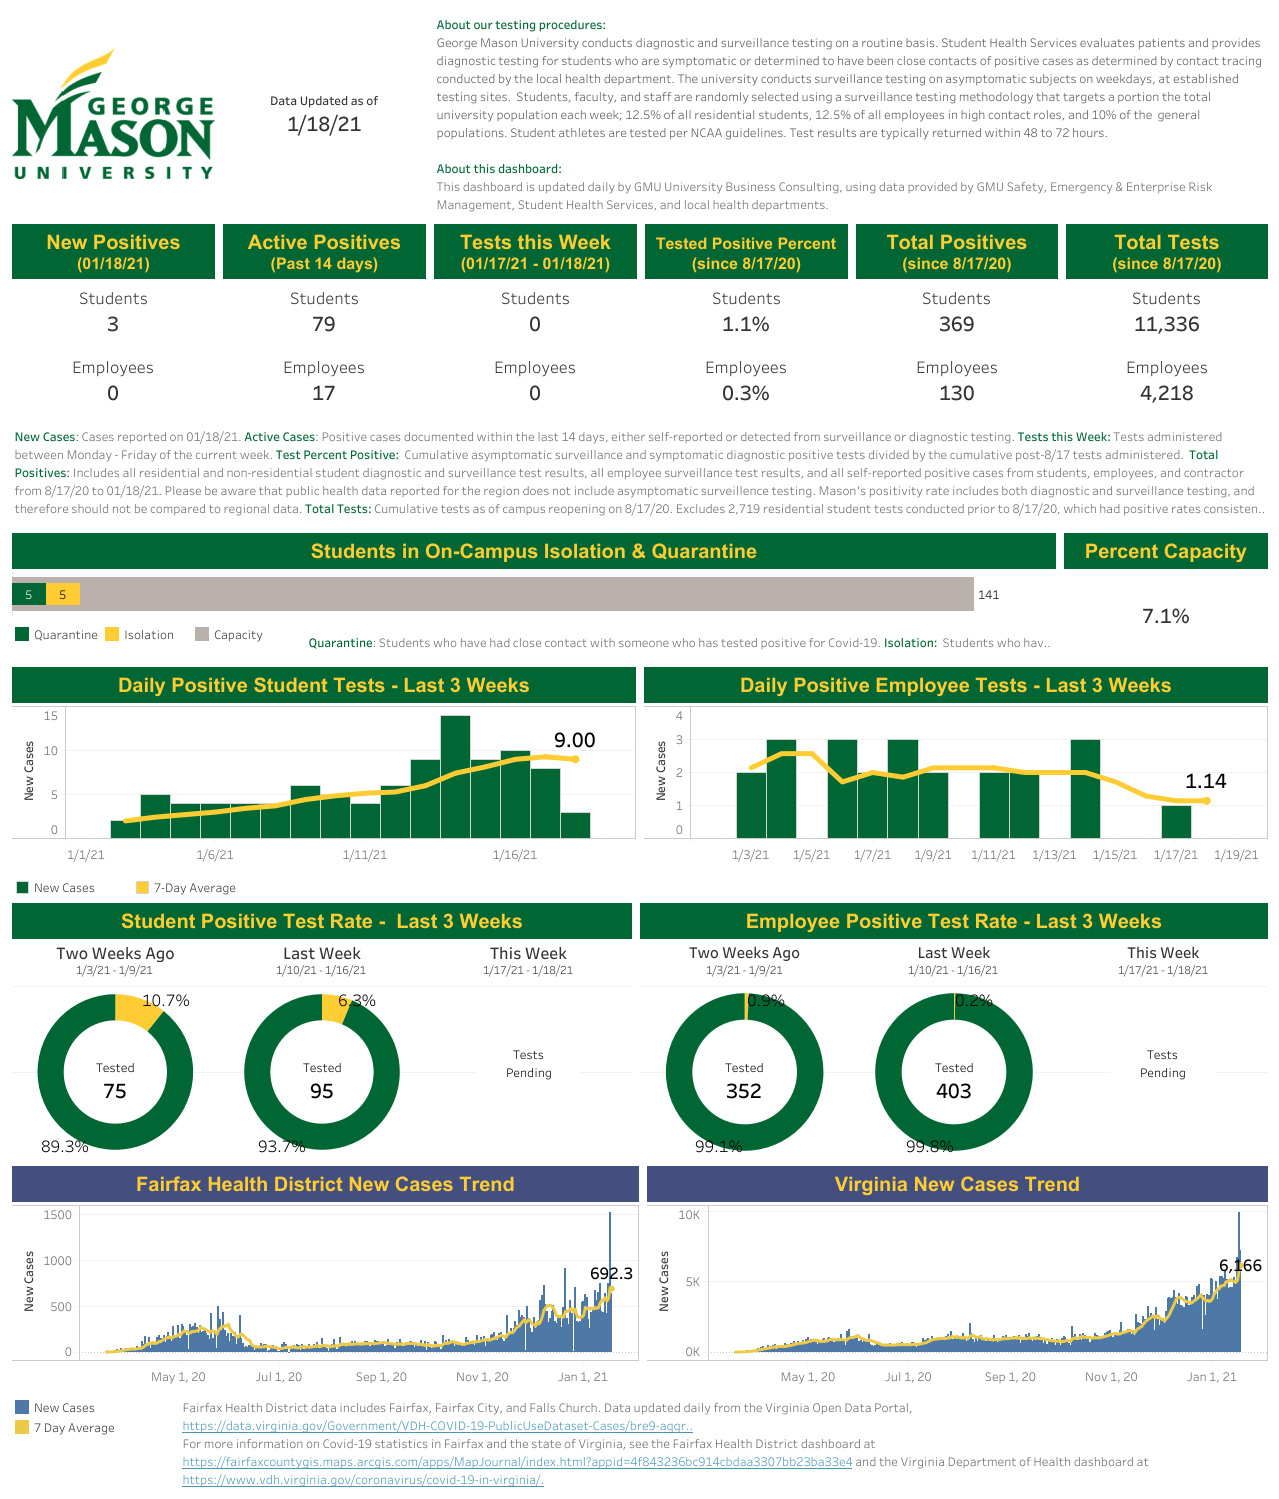 About our testing procedures:
George Mason University conducts diagnostic and surveillance testing on a routine basis. Student Health Services evaluates patients and provides
diagnostic testing for students who are symptomatic or determined to have been close contacts of positive cases as determined by contact tracing
conducted by the local health department. The university conducts surveillance testing on asymptomatic subjects on weekdays, at established
testing sites. Students, faculty, and staff are randomly selected using a surveillance testing methodology that targets a portion the total
university population each week; 12.5% of all residential students, 12.5% of all employees in high contact roles, and 10% of the general
populations. Student athletes are tested per NCAA guidelines. Test results are typically returned within 48 to 72 hours.
GEORGE
MASON
UNIVERSITY
Data Updated as of
1/18/21
About this dashboard:
This dashboard is updated daily by GMU University Business Consulting, using data provided by GMU Safety, Emergency & Enterprise Risk
Management, Student Health Services, and local health departments.
New Positives Active Positives Tests this Week Tested Positive Percent Total Positives Total Tests
(01/18/21) (Past 14 days) (01/17/21 - 01/18/21) (since 8/17/20) (since 8/17/20) (since 8/17/20)
Students Students Students Students Students Students
3 79 0 1.1% 369 11,336
Employees Employees Employees Employees Employees Employees
0 17 0 0.3% 130 4,218
New Cases: Cases reported on 01/18/21. Active Cases: Positive cases documented within the last 14 days, either self-reported or detected from surveillance or diagnostic testing. Tests this Week: Tests administered
between Monday - Friday of the current week. Test Percent Positive: Cumulative asymptomatic surveillance and symptomatic diagnostic positive tests divided by the cumulative post-8/17 tests administered. Total
Positives: Includes all residential and non-residential student diagnostic and surveillance test results, all employee surveillance test results, and all self-reported positive cases from students, employees, and contractor
from 8/17/20 to 01/18/21. Please be aware that public health data reported for the region does not include asymptomatic surveillence testing. Mason's positivity rate includes both diagnostic and surveillance testing, and
therefore should not be compared to regional data. Total Tests: Cumulative tests as of campus reopening on 8/17/20. Excludes 2,719 residential student tests conducted prior to 8/17/20, which had positive rates consisten..
Students in On-Campus Isolation & Quarantine Percent Capacity
5 5 141
7.1%
Quarantine Isolation Capacity
Quarantine: Students who have had close contact with someone who has tested positive for Covid-19. Isolation: Students who hav..
Daily Positive Student Tests - Last 3 Weeks Daily Positive Employee Tests - Last 3 Weeks
New Cases
15
10
5
0
9.00
1/1/21 1/6/21 1/11/21 1/16/21
New Cases
4
3
2
1
0
1.14
1/3/21 1/5/21 1/7/21 1/9/21 1/11/21 1/13/21 1/15/21 1/17/21 1/19/21
New Cases 7-Day Average
Student Positive Test Rate - Last 3 Weeks Employee Positive Test Rate - Last 3 Weeks
Two Weeks Ago Last Week This Week Two Weeks Ago Last Week This Week
1/3/21 - 1/9/21 1/10/21 - 1/16/21 1/17/21 - 1/18/21 1/3/21 - 1/9/21 1/10/21 - 1/16/21 1/17/21 - 1/18/21
10.7% 6.3% 0.9% 0.2%
Tested Tested Tests Tested Tested Tests
75 95 Pending 352 403 Pending
89.3% 93.7% 99.1% 99.8%
Fairfax Health District New Cases Trend Virginia New Cases Trend
New Cases
1500
1000
500
0
692.3
May 1, 20 Jul 1, 20 Sep 1, 20 Nov 1, 20 Jan 1, 21
New Cases
10K
5K
0K
6,166
May 1, 20 Jul 1, 20 Sep 1, 20 Nov 1, 20 Jan 1, 21
New Cases
7 Day Average
Fairfax Health District data includes Fairfax, Fairfax City, and Falls Church. Data updated daily from the Virginia Open Data Portal,
https://data.virginia.gov/Government/VDH-COVID-19-PublicUseDataset-Cases/bre9-aqqr..
For more information on Covid-19 statistics in Fairfax and the state of Virginia, see the Fairfax Health District dashboard at
https://fairfaxcountygis.maps.arcgis.com/apps/MapJournal/index.html?appid=4f843236bc914cbdaa3307bb23ba33e4 and the Virginia Department of Health dashboard at
https://www.vdh.virginia.gov/coronavirus/covid-19-in-virginia/.